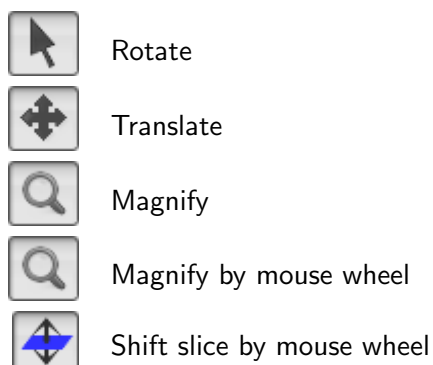 Rotate
Translate
Magnify
Magnify by mouse wheel
Shift slice by mouse wheel